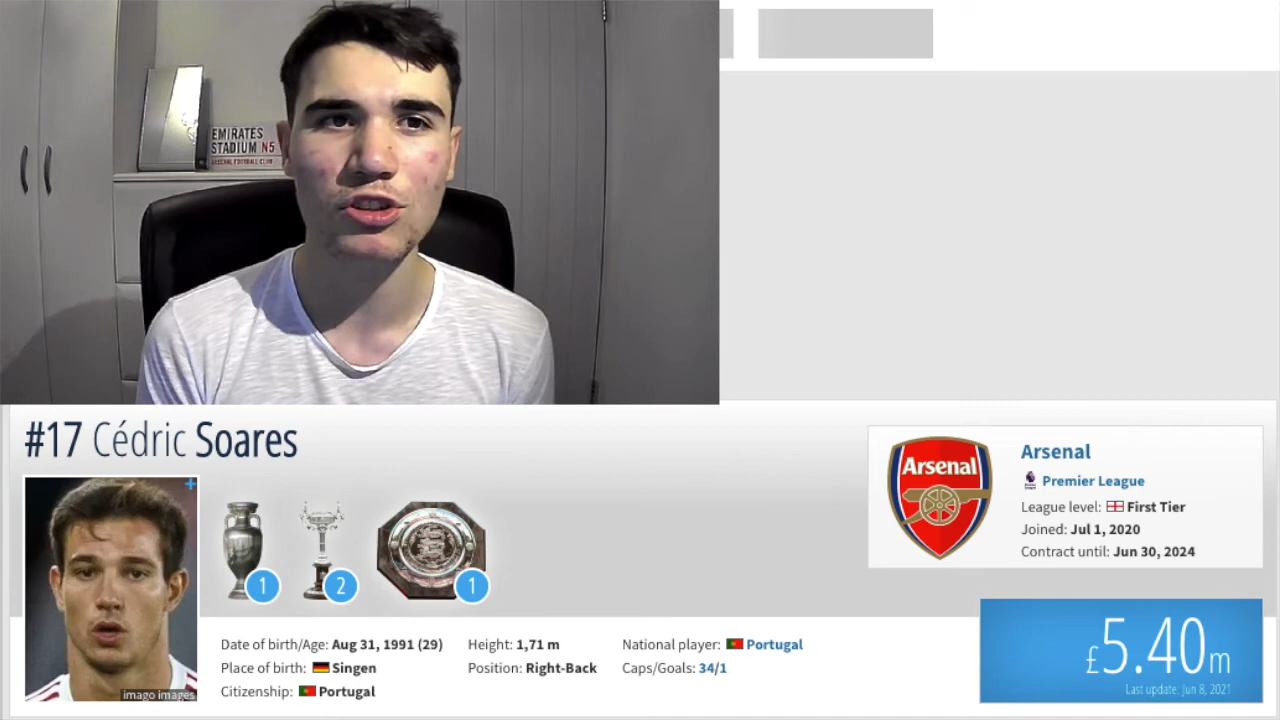 EMIRATES
STADIUM N5
ARSENAL FOOTBALL CLUB
#17 Cédric Soares
Arsenal
Arsenal
Premier League
League level: First Tier
Joined: Jul 1, 2020
Contract until: Jun 30, 2024
1
2
1
Date of birth/Age: Aug 31, 1991 (29)
Height: 1,71 m
National player: Portugal
Place of birth: Singen
Position: Right-Back
Caps/Goals: 34/1
Citizenship: Portugal
imago images
£5.40m
Last update: Jun 8, 2021